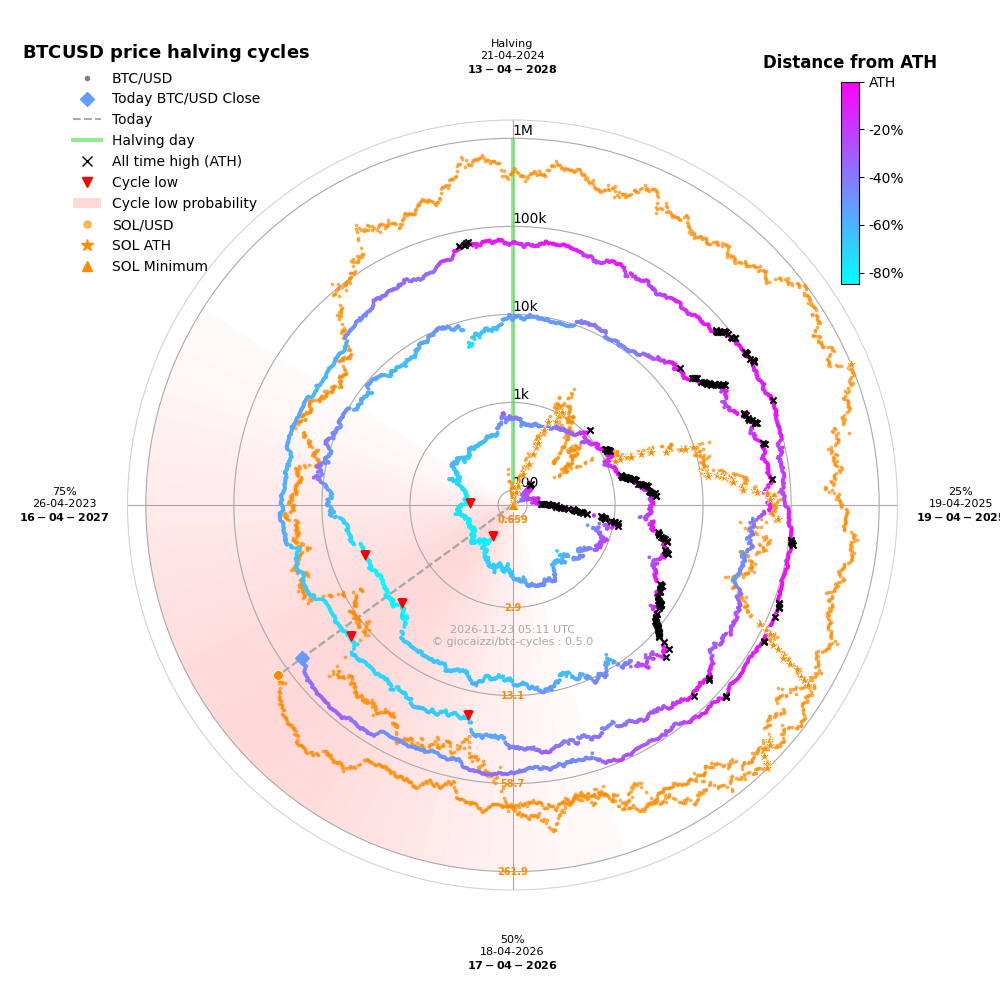 BTCUSD price halving cycles
BTC/USD
Today BTC/USD Close
Today
Halving day
All time high (ATH)
Cycle low
Cycle low probability
SOL/USD
SOL ATH
SOL Minimum
Halving
21-04-2024
13−04−2028
Distance from ATH
ATH
-20%
-40%
-60%
-80%
1M
100k
10k
1k
100
75%
26-04-2023
16−04−2027
25%
19-04-2025
19−04−2025
0.659
2.9
2026-11-23 05:11 UTC
© giocaizzi/btc-cycles : 0.5.0
13.1
58.7
261.9
50%
18-04-2026
17−04−2026